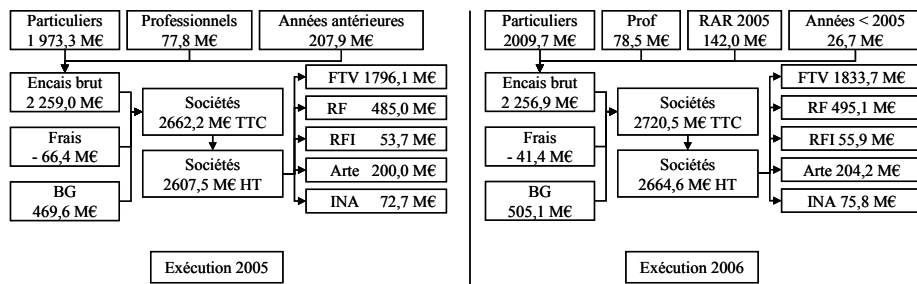 Particuliers
1 973,3 M€
Professionnels
77,8 M€
Années antérieures
207,9 M€
Encais brut
2 259,0 M€
Frais
- 66,4 M€
BG
469,6 M€
Sociétés
2662,2 M€ TTC
Sociétés
2607,5 M€ HT
FTV 1796,1 M€
RF 485,0 M€
RFI 53,7 M€
Arte 200,0 M€
INA 72,7 M€
Exécution 2005
Particuliers
2009,7 M€
Prof
78,5 M€
RAR 2005
142,0 M€
Années < 2005
26,7 M€
Encais brut
2 256,9 M€
Frais
-41,4 M€
BG
505,1 M€
Sociétés
2720,5 M€ TTC
Sociétés
2664,6 M€ HT
FTV 1833,7 M€
RF 495,1 M€
RFI 55,9 M€
Arte 204,2 M€
INA 75,8 M€
Exécution 2006